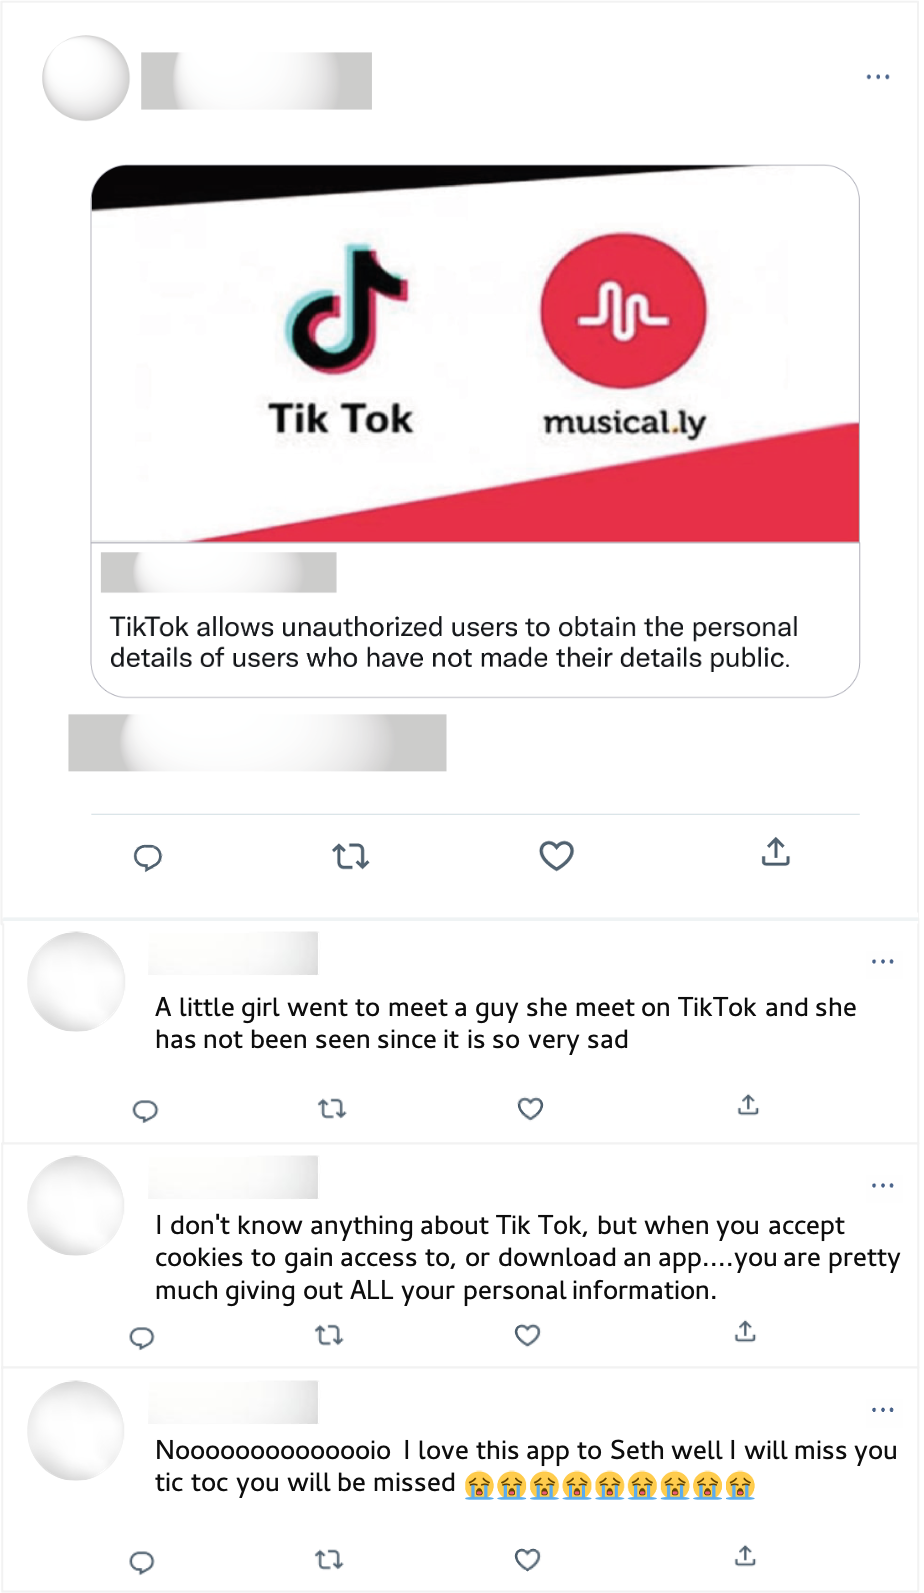 Tik Tok
musical.ly
TikTok allows unauthorized users to obtain the personal
details of users who have not made their details public.
A little girl went to meet a guy she meet on TikTok and she
has not been seen since it is so very sad
I don't know anything about Tik Tok, but when you accept
cookies to gain access to, or download an app....you are pretty
much giving out ALL your personal information.
Noooooooooooooio I love this app to Seth well I will miss you
tic toc you will be missed 😭😭😭😭😭😭😭😭😭